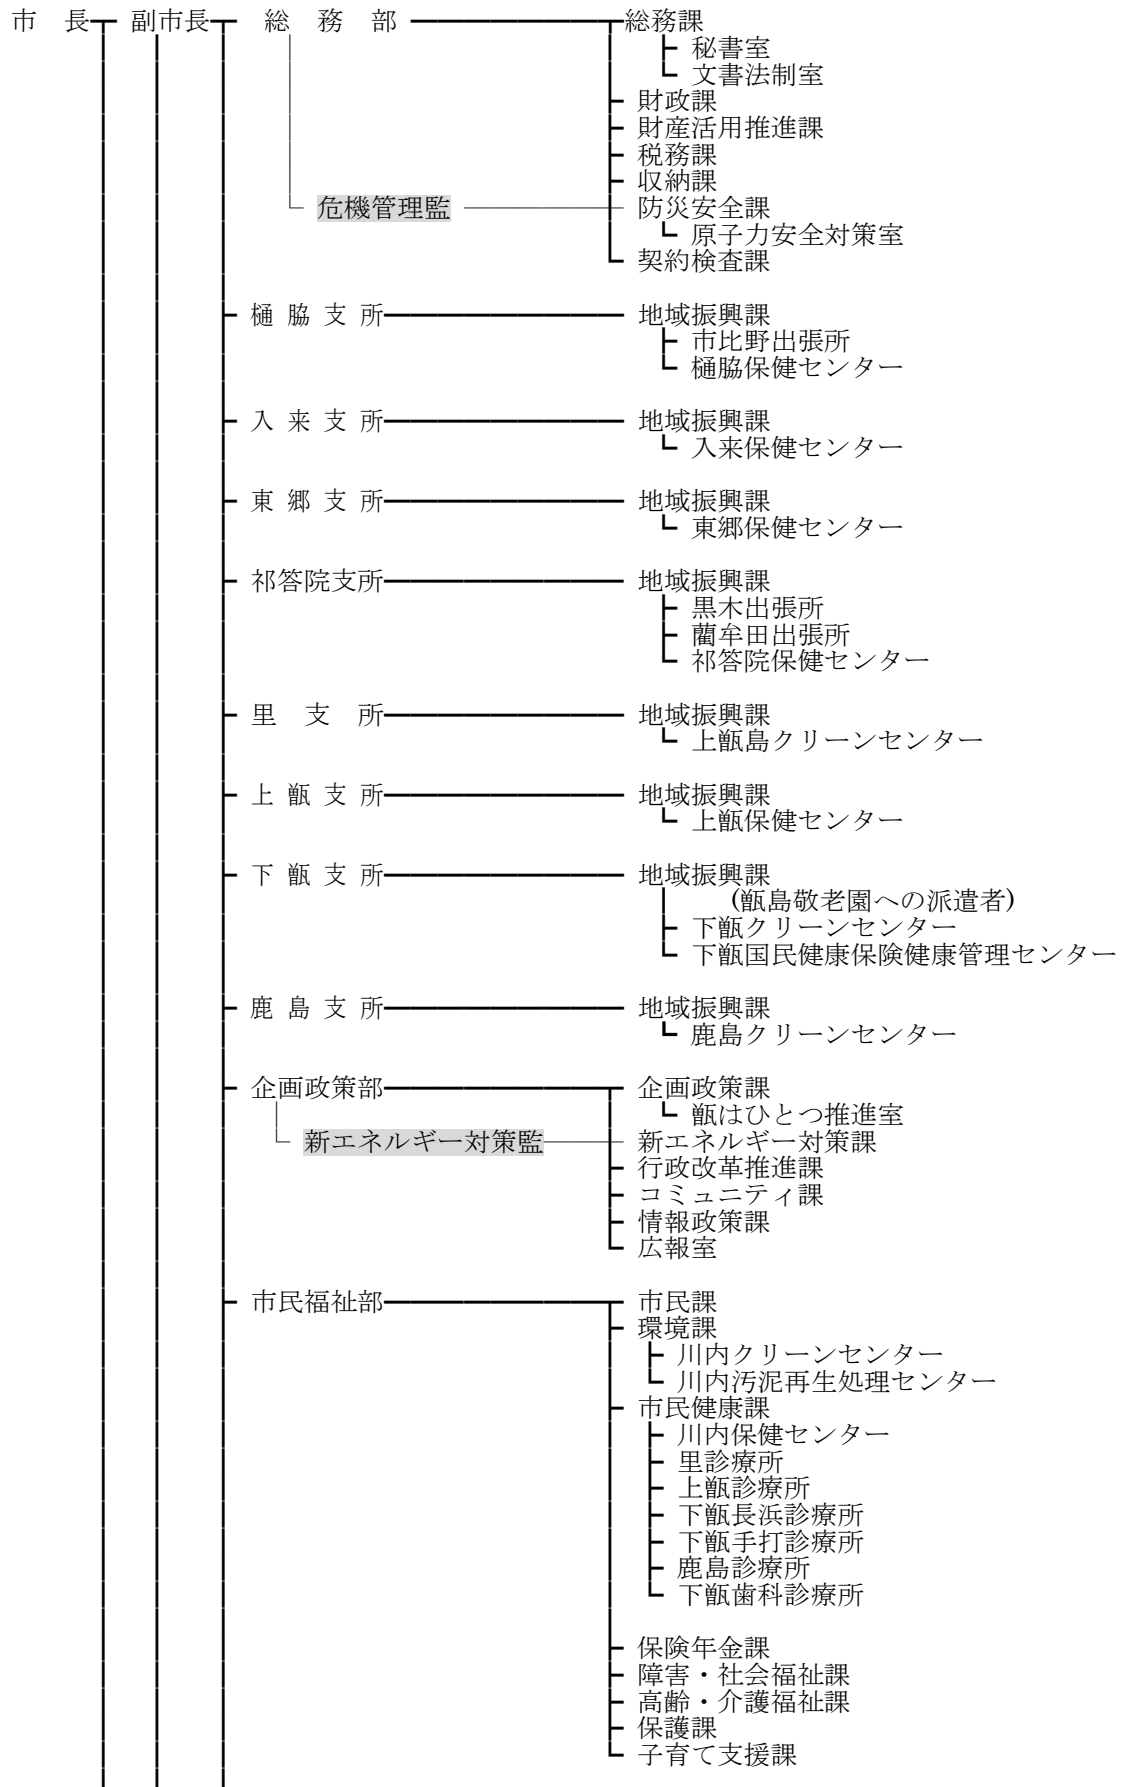 市　長 副市長 総　務　部 総務課
秘書室
文書法制室
財政課
財産活用推進課
税務課
収納課
危機管理監 防災安全課
原子力安全対策室
契約検査課
樋脇支所 地域振興課
市比野出張所
樋脇保健センター
入来支所 地域振興課
入来保健センター
東郷支所 地域振興課
東郷保健センター
祁答院支所 地域振興課
黒木出張所
藺牟田出張所
祁答院保健センター
里　支　所 地域振興課
上甑島クリーンセンター
上甑支所 地域振興課
上甑保健センター
下甑支所 地域振興課
(甑島敬老園への派遣者)
下甑クリーンセンター
下甑国民健康保険健康管理センター
鹿島支所 地域振興課
鹿島クリーンセンター
企画政策部 企画政策課
甑はひとつ推進室
新エネルギー対策監 新エネルギー対策課
行政改革推進課
コミュニティ課
情報政策課
広報室
市民福祉部 市民課
環境課
川内クリーンセンター
川内汚泥再生処理センター
市民健康課
川内保健センター
里診療所
上甑診療所
下甑長浜診療所
下甑手打診療所
鹿島診療所
下甑歯科診療所
保険年金課
障害・社会福祉課
高齢・介護福祉課
保護課
子育て支援課